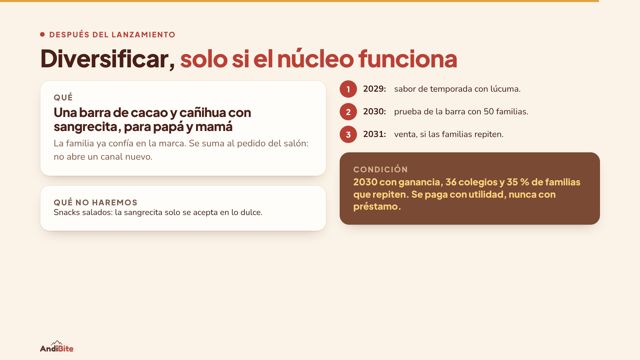 DESPUÉS DEL LANZAMIENTO
Diversificar, solo si el núcleo funciona
QUÉ
Una barra de cacao y cañihua con
sangrecita, para papá y mamá
La familia ya confía en la marca. Se suma al pedido del salón:
no abre un canal nuevo.
QUÉ NO HAREMOS
Snacks salados: la sangrecita solo se acepta en lo dulce.
1 2029: sabor de temporada con lúcuma.
2 2030: prueba de la barra con 50 familias.
3 2031: venta, si las familias repiten.
CONDICIÓN
2030 con ganancia, 36 colegios y 35 % de familias
que repiten. Se paga con utilidad, nunca con
préstamo.
AndiBite